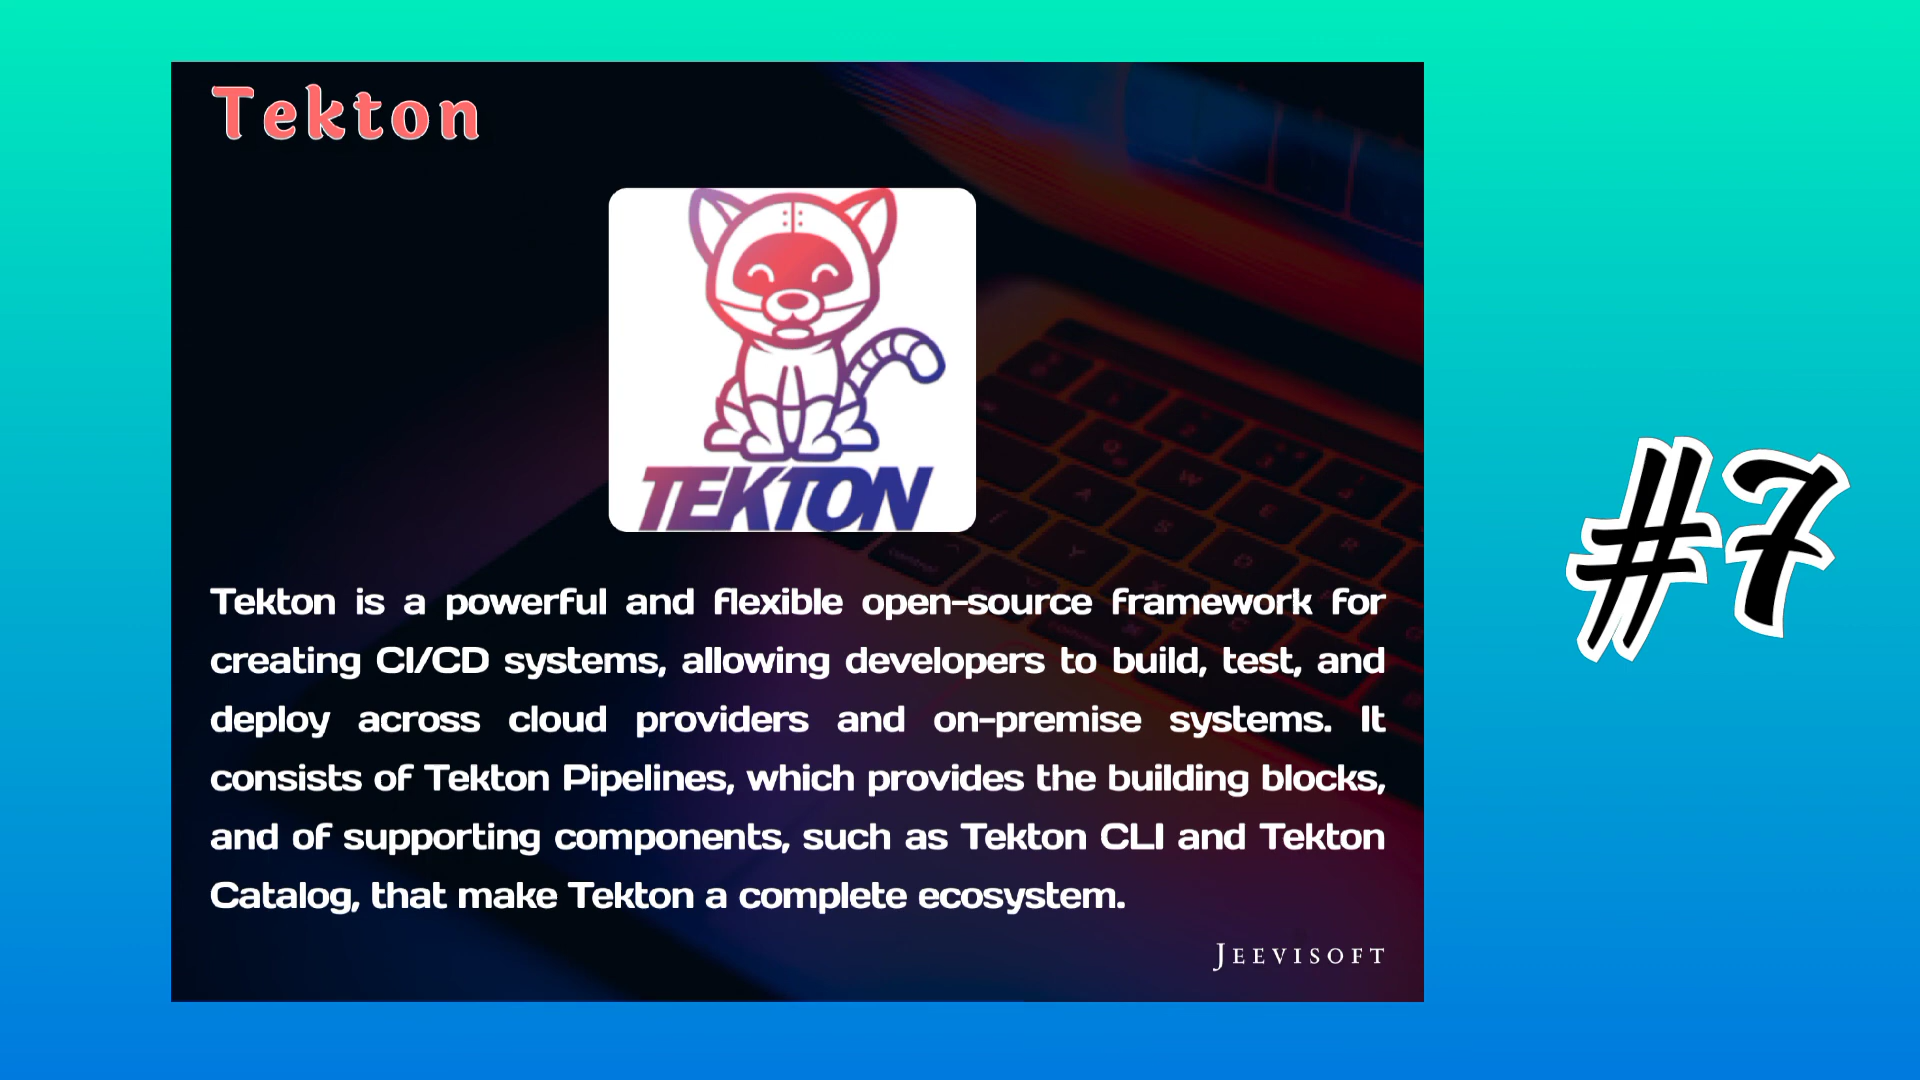 Tekton
TEKTON
Tekton is a powerful and flexible open-source framework for
creating CI/CD systems, allowing developers to build, test, and
deploy across cloud providers and on-premise systems. It
consists of Tekton Pipelines, which provides the building blocks,
and of supporting components, such as Tekton CLI and Tekton
Catalog, that make Tekton a complete ecosystem.
JEEVISOFT
#7